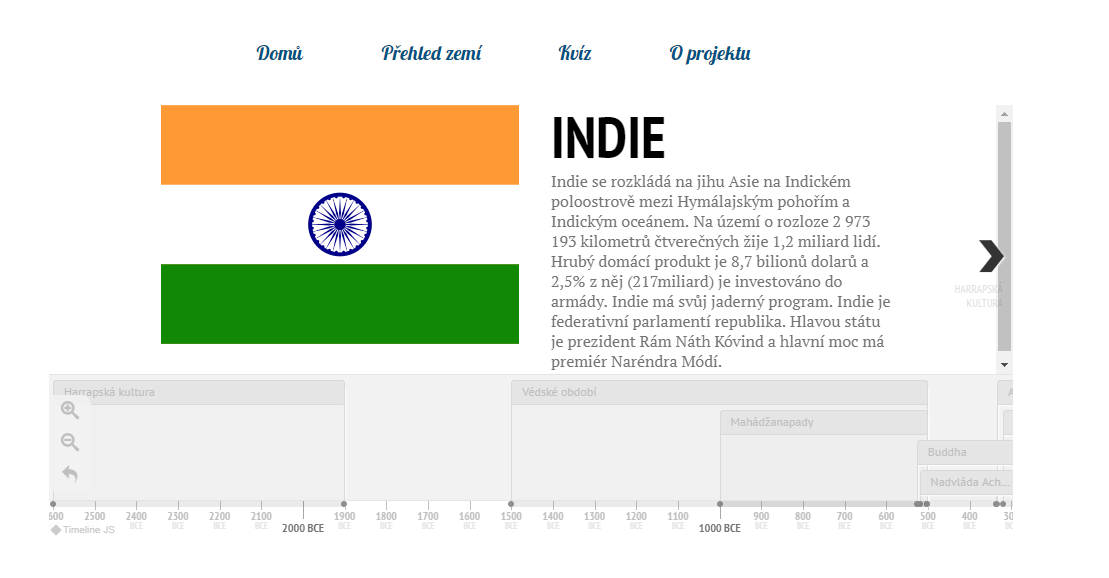 Domů Přehled zemí Kvíz O projektu
INDIE
Indie se rozkládá na jihu Asie na Indickém
poloostrově mezi Hymálajským pohořím a
Indickým oceánem. Na území o rozloze 2 973
193 kilometrů čtverečných žije 1,2 miliard lidí.
Hrubý domácí produkt je 8,7 bilionů dolarů a
2,5% z něj (217miliard) je investováno do
armády. Indie má svůj jaderný program. Indie je
federativní parlamentí republika. Hlavou státu
je prezident Rám Náth Kóvind a hlavní moc má
premiér Naréndra Módí.
HARRAPSKÁ
KULTURA
Harrapská kultura Védské období A
Mahádžanapady
Buddha
Nadvláda Ach...
600 2500 2400 2300 2200 2100 2000 BCE 1900 1800 1700 1600 1500 1400 1300 1200 1100 1000 BCE 900 800 700 600 500 400 30
BCE BCE BCE BCE BCE BCE BCE BCE BCE BCE BCE BCE BCE BCE BCE BCE BCE BCE BCE BCE
Timeline JS